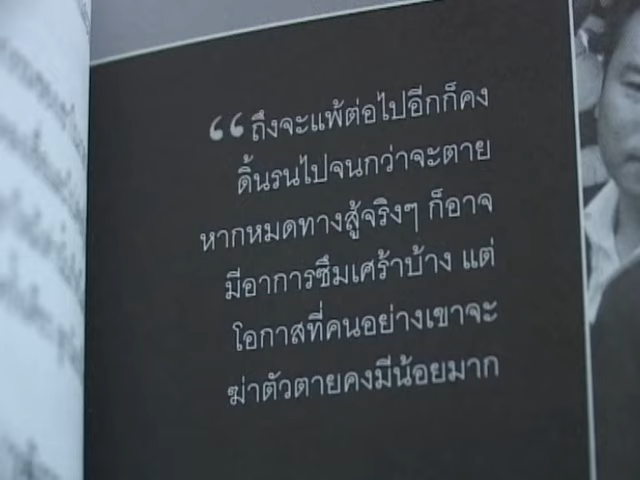 “ถึงจะแพ้ต่อไปอีกก็คง
ดิ้นรนไปจนกว่าจะตาย
หากหมดทางสู้จริงๆ ก็อาจ
มีอาการซึมเศร้าบ้าง แต่
โอกาสที่คนอย่างเขาจะ
ฆ่าตัวตายคงมีน้อยมาก